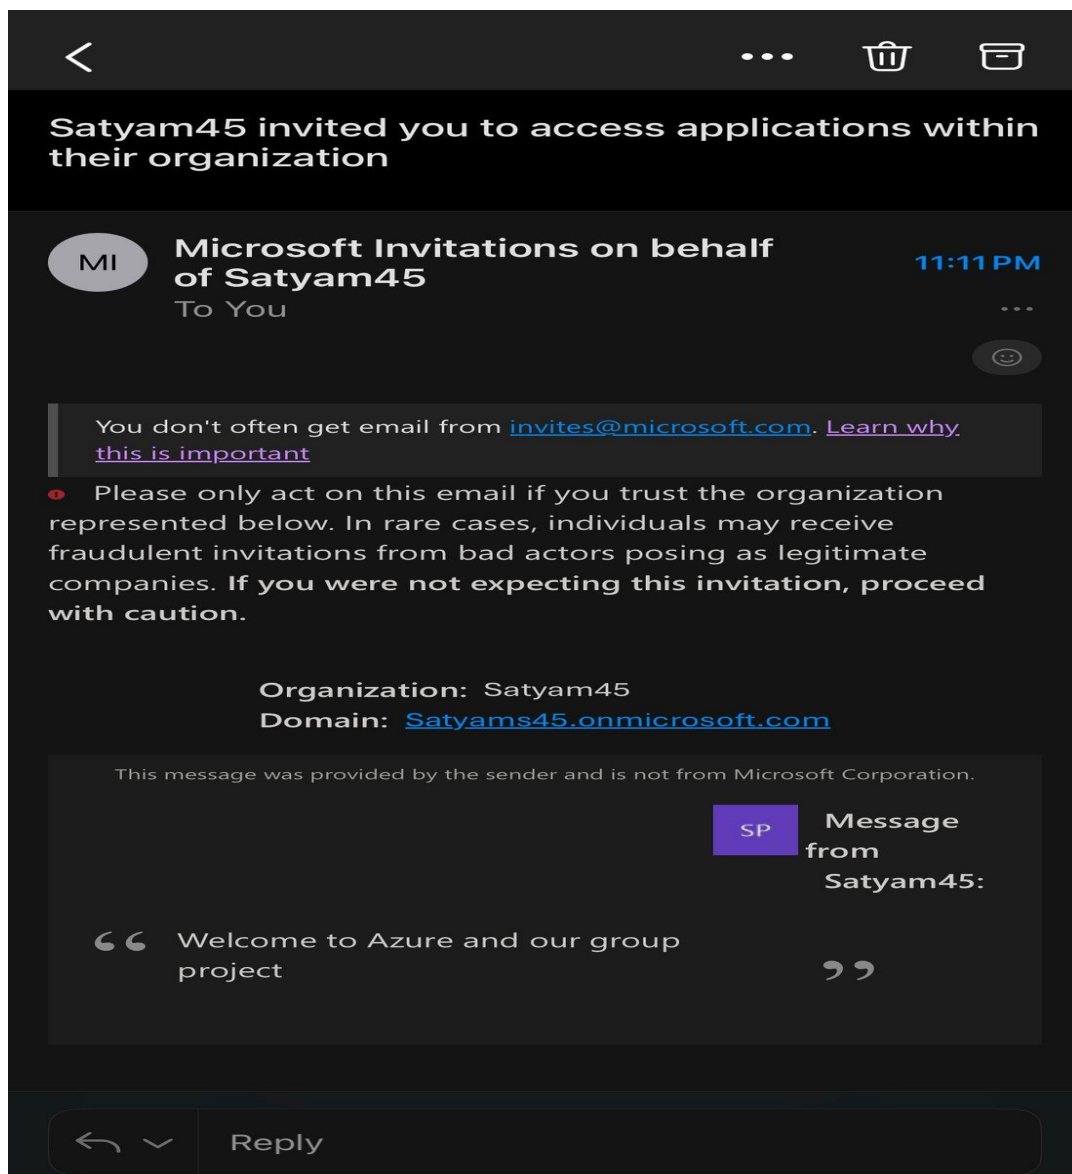 Satyam45 invited you to access applications within
their organization
MI
Microsoft Invitations on behalf
of Satyam45
11:11 PM
To You
You don't often get email from invites@microsoft.com. Learn why
this is important
Please only act on this email if you trust the organization
represented below. In rare cases, individuals may receive
fraudulent invitations from bad actors posing as legitimate
companies. If you were not expecting this invitation, proceed
with caution.
Organization: Satyam45
Domain: Satyams45.onmicrosoft.com
This message was provided by the sender and is not from Microsoft Corporation.
SP
Message
from
Satyam45:
“ Welcome to Azure and our group
project ”
Reply